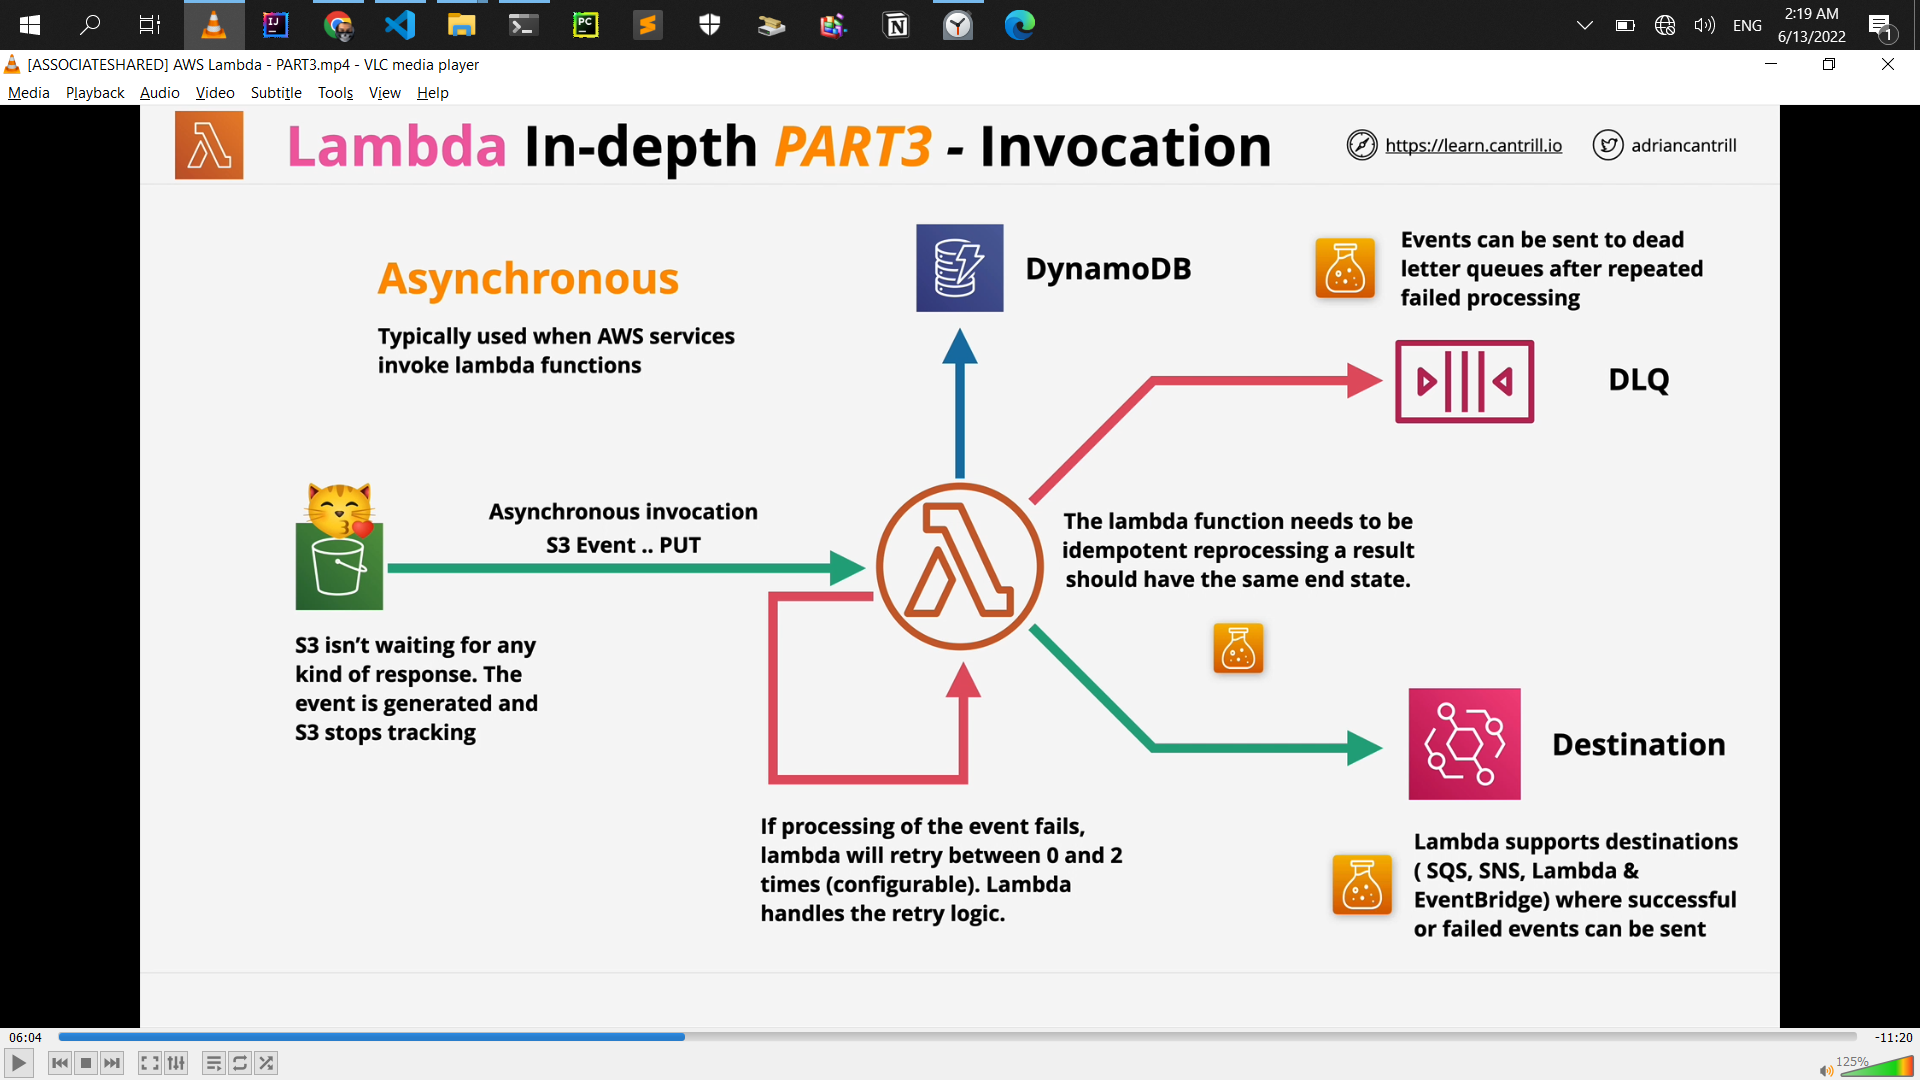 ENG
2:19 AM
6/13/2022
1
[ASSOCIATESHARED] AWS Lambda - PART3.mp4 - VLC media player
Media Playback Audio Video Subtitle Tools View Help
Lambda In-depth PART3 - Invocation
https://learn.cantrill.io
adriancantrill
Asynchronous
Typically used when AWS services
invoke lambda functions
DynamoDB
Events can be sent to dead
letter queues after repeated
failed processing
DLQ
Asynchronous invocation
S3 Event .. PUT
The lambda function needs to be
idempotent reprocessing a result
should have the same end state.
S3 isn’t waiting for any
kind of response. The
event is generated and
S3 stops tracking
Destination
If processing of the event fails,
lambda will retry between 0 and 2
times (configurable). Lambda
handles the retry logic.
Lambda supports destinations
( SQS, SNS, Lambda &
EventBridge) where successful
or failed events can be sent
06:04
-11:20
125%
IJ
PC